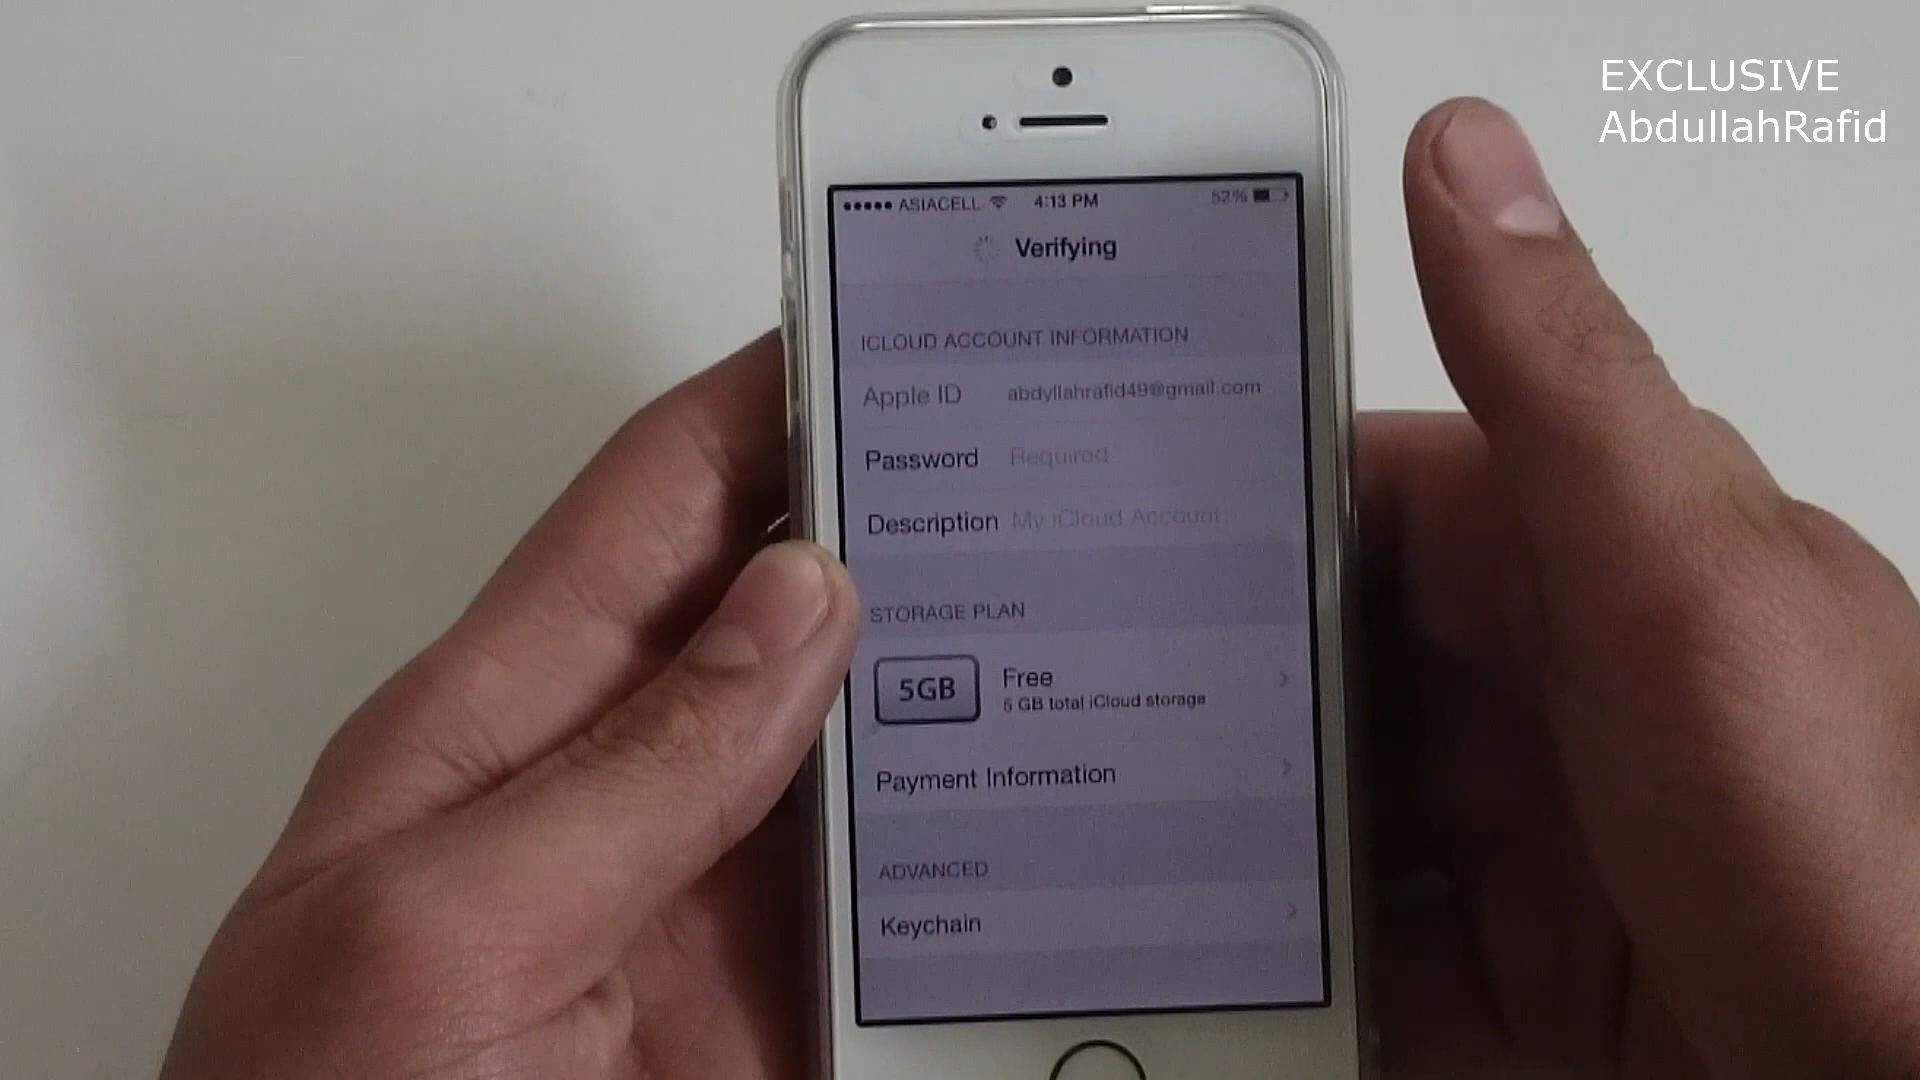 EXCLUSIVE
AbdullahRafid
ASIACELL 4:13 PM 52%
Verifying
ICLOUD ACCOUNT INFORMATION
Apple ID abdyllahrafid49@gmail.com
Password Required
Description My iCloud Account
STORAGE PLAN
5GB
Free
5 GB total iCloud storage
Payment Information
ADVANCED
Keychain